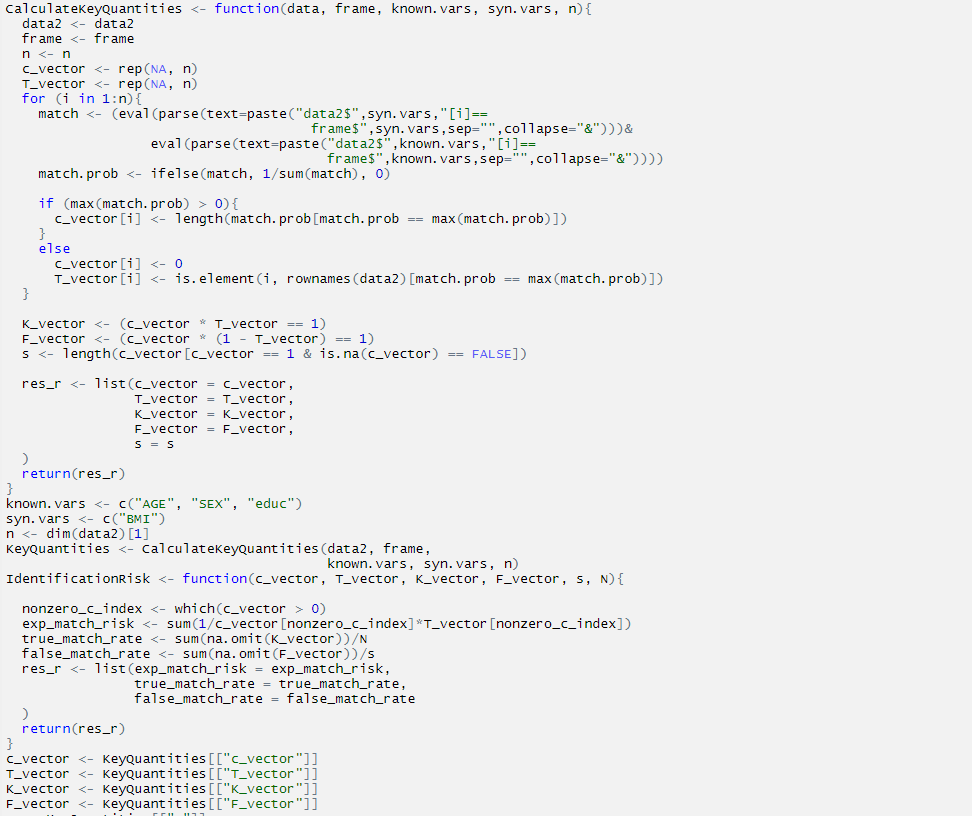 CalculateKeyQuantities <- function(data, frame, known.vars, syn.vars, n){
  data2 <- data2
  frame <- frame
  n <- n
  c_vector <- rep(NA, n)
  T_vector <- rep(NA, n)
  for (i in 1:n){
    match <- (eval(parse(text=paste("data2$",syn.vars,"[i]==
                                      frame$",syn.vars,sep="",collapse="&")))&
                  eval(parse(text=paste("data2$",known.vars,"[i]==
                                        frame$",known.vars,sep="",collapse="&"))))
    match.prob <- ifelse(match, 1/sum(match), 0)

    if (max(match.prob) > 0){
      c_vector[i] <- length(match.prob[match.prob == max(match.prob)])
    }
    else
      c_vector[i] <- 0
      T_vector[i] <- is.element(i, rownames(data2)[match.prob == max(match.prob)])
  }

  K_vector <- (c_vector * T_vector == 1)
  F_vector <- (c_vector * (1 - T_vector) == 1)
  s <- length(c_vector[c_vector == 1 & is.na(c_vector) == FALSE])

  res_r <- list(c_vector = c_vector,
                T_vector = T_vector,
                K_vector = K_vector,
                F_vector = F_vector,
                s = s
  )
  return(res_r)
}
known.vars <- c("AGE", "SEX", "educ")
syn.vars <- c("BMI")
n <- dim(data2)[1]
KeyQuantities <- CalculateKeyQuantities(data2, frame,
                                        known.vars, syn.vars, n)
IdentificationRisk <- function(c_vector, T_vector, K_vector, F_vector, s, N){

  nonzero_c_index <- which(c_vector > 0)
  exp_match_risk <- sum(1/c_vector[nonzero_c_index]*T_vector[nonzero_c_index])
  true_match_rate <- sum(na.omit(K_vector))/N
  false_match_rate <- sum(na.omit(F_vector))/s
  res_r <- list(exp_match_risk = exp_match_risk,
                true_match_rate = true_match_rate,
                false_match_rate = false_match_rate
  )
  return(res_r)
}
c_vector <- KeyQuantities[["c_vector"]]
T_vector <- KeyQuantities[["T_vector"]]
K_vector <- KeyQuantities[["K_vector"]]
F_vector <- KeyQuantities[["F_vector"]]